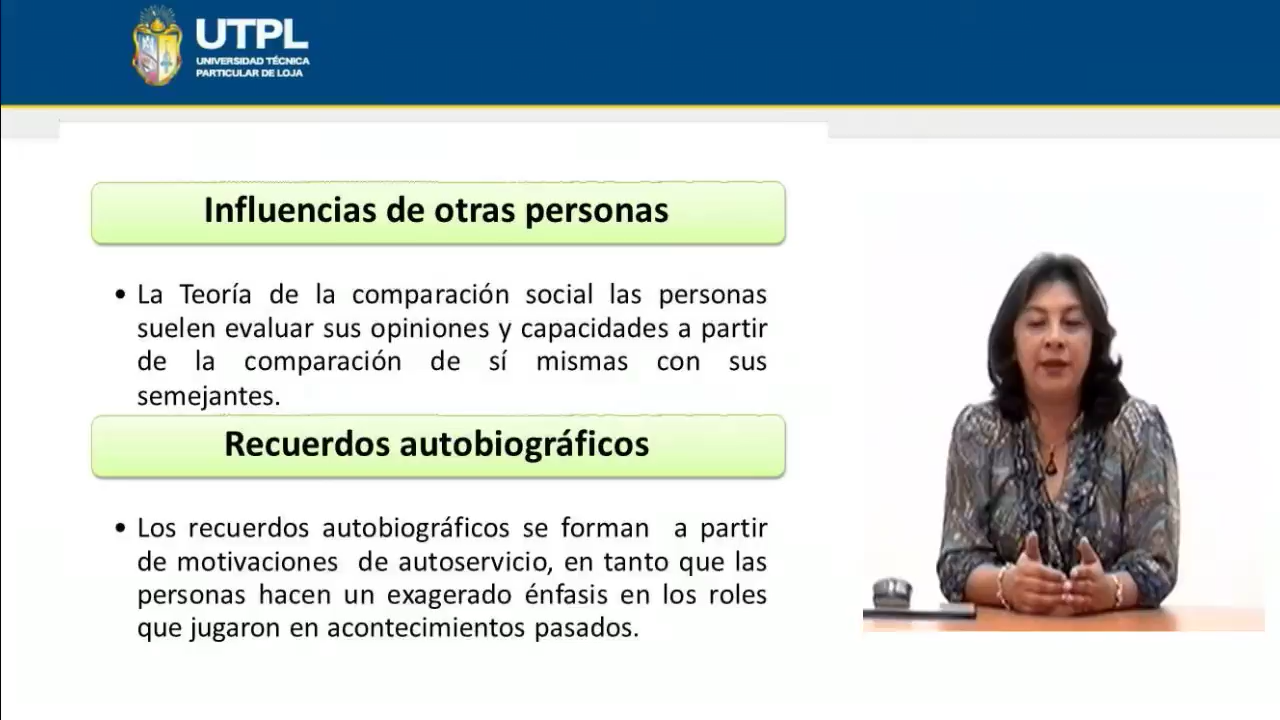 UTPL
UNIVERSIDAD TÉCNICA
PARTICULAR DE LOJA
Influencias de otras personas
• La Teoría de la comparación social las personas
suelen evaluar sus opiniones y capacidades a partir
de la comparación de sí mismas con sus
semejantes.
Recuerdos autobiográficos
• Los recuerdos autobiográficos se forman a partir
de motivaciones de autoservicio, en tanto que las
personas hacen un exagerado énfasis en los roles
que jugaron en acontecimientos pasados.